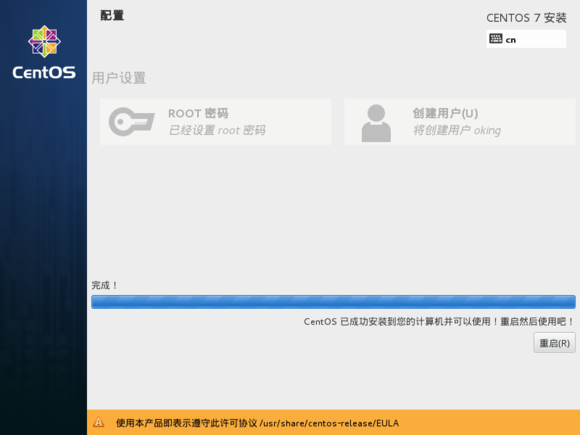 配置
CENTOS 7 安装
cn
CentOS
用户设置
ROOT 密码
已经设置 root 密码
创建用户(U)
将创建用户 oking
完成！
CentOS 已成功安装到您的计算机并可以使用！重启然后使用吧！
重启(R)
使用本产品即表示遵守此许可协议 /usr/share/centos-release/EULA